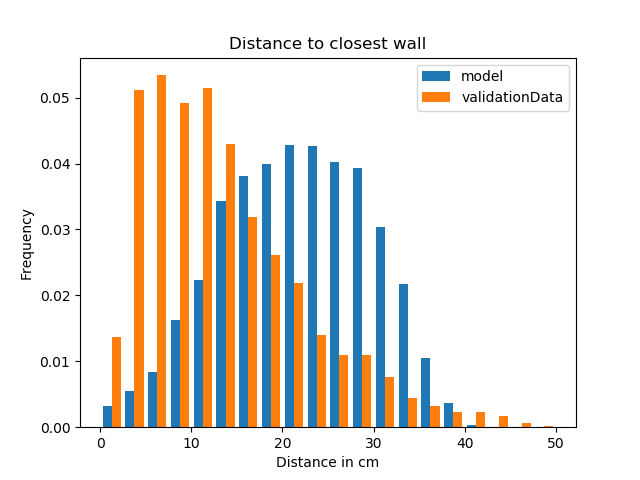 Distance to closest wall
model
validationData
0.05
0.04
0.03
0.02
0.01
0.00
Frequency
0 10 20 30 40 50
Distance in cm